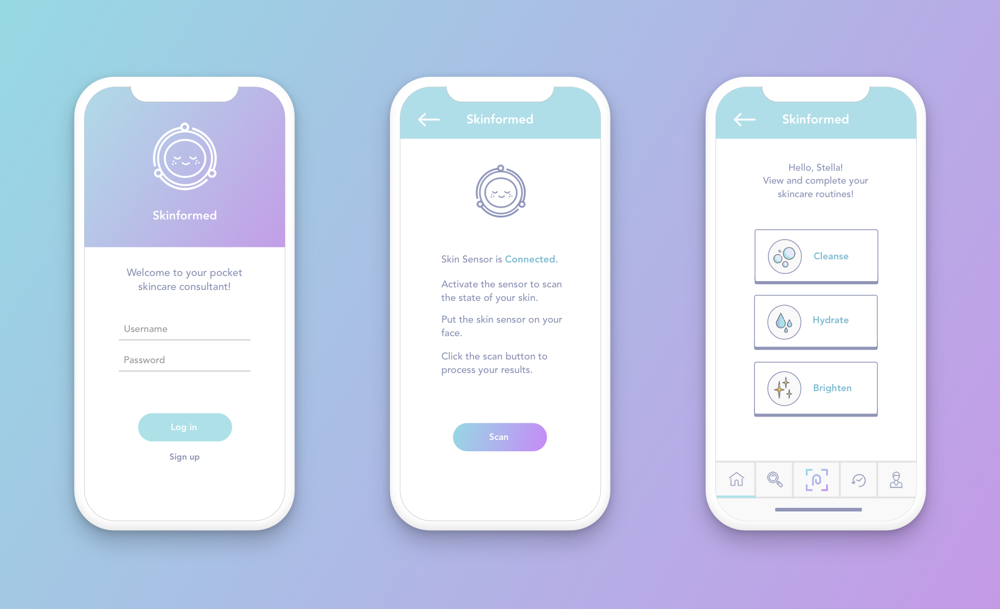 Skinformed
Welcome to your pocket
skincare consultant!
Username
Password
Log in
Sign up
Skinformed
Skin Sensor is Connected.
Activate the sensor to scan
the state of your skin.
Put the skin sensor on your
face.
Click the scan button to
process your results.
Scan
Skinformed
Hello, Stella!
View and complete your
skincare routines!
Cleanse
Hydrate
Brighten